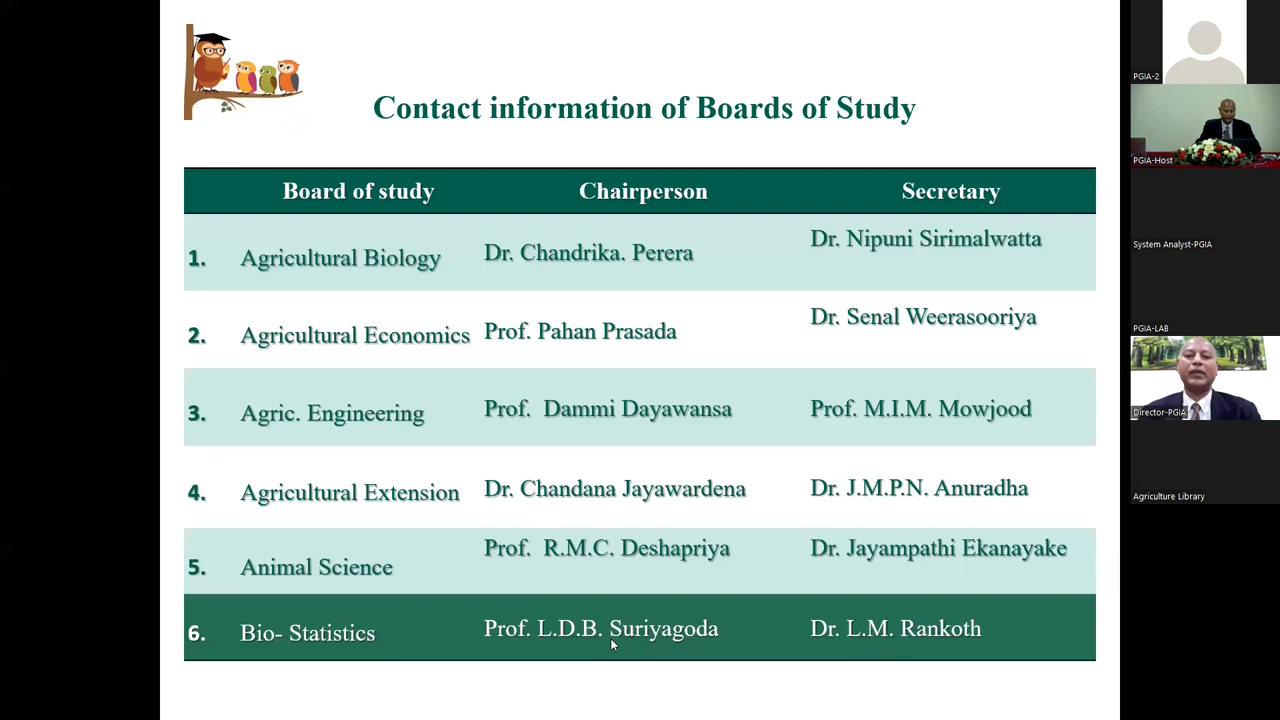 Contact information of Boards of Study
Board of study Chairperson Secretary
1. Agricultural Biology Dr. Chandrika. Perera Dr. Nipuni Sirimalwatta
2. Agricultural Economics Prof. Pahan Prasada Dr. Senal Weerasooriya
3. Agric. Engineering Prof. Dammi Dayawansa Prof. M.I.M. Mowjood
4. Agricultural Extension Dr. Chandana Jayawardena Dr. J.M.P.N. Anuradha
5. Animal Science Prof. R.M.C. Deshapriya Dr. Jayampathi Ekanayake
6. Bio- Statistics Prof. L.D.B. Suriyagoda Dr. L.M. Rankoth
PGIA-2
PGIA-Host
System Analyst-PGIA
PGIA-LAB
Director-PGIA
Agriculture Library